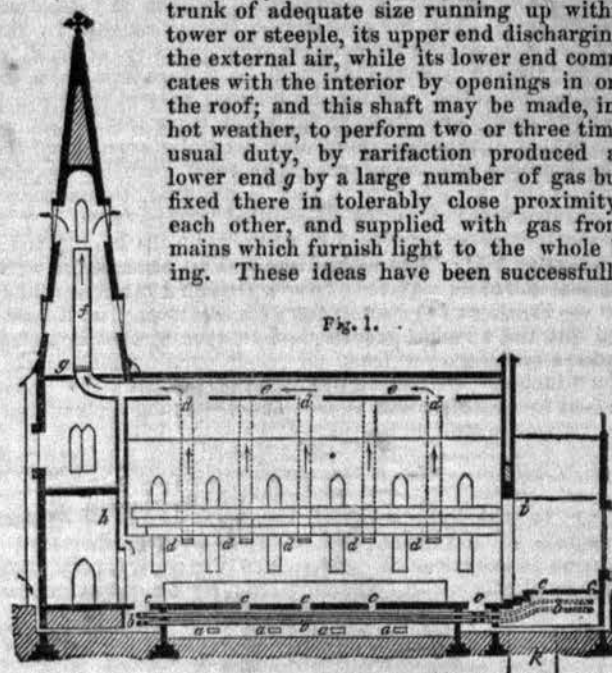 trunk of adequate size running up with
tower or steeple, its upper end dischargin
the external air, while its lower end com
cates with the interior by openings in or
the roof; and this shaft may be made, in
hot weather, to perform two or three tim
usual duty, by rarifaction produced a
lower end g by a large number of gas bu
fixed there in tolerably close proximity
each other, and supplied with gas from
mains which furnish light to the whole
ing. These ideas have been successfull
Fig. 1.
f
g
e e
d d d
h
b
d d d d
c c c c c c c
b b b
a a a a
k